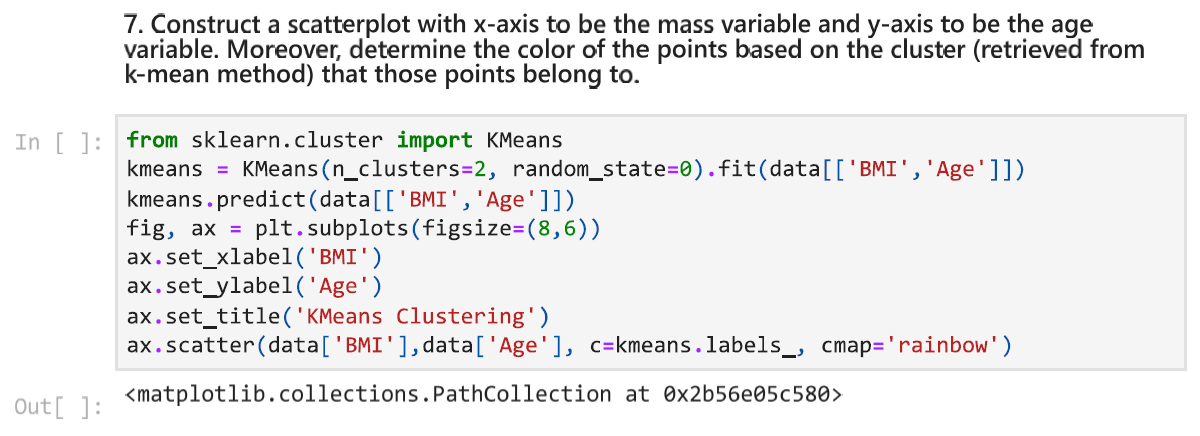 7. Construct a scatterplot with x-axis to be the mass variable and y-axis to be the age
variable. Moreover, determine the color of the points based on the cluster (retrieved from
k-mean method) that those points belong to.
In [ ]:
from sklearn.cluster import KMeans
kmeans = KMeans(n_clusters=2, random_state=0).fit(data[['BMI','Age']])
kmeans.predict(data[['BMI','Age']])
fig, ax = plt.subplots(figsize=(8,6))
ax.set_xlabel('BMI')
ax.set_ylabel('Age')
ax.set_title('KMeans Clustering')
ax.scatter(data['BMI'],data['Age'], c=kmeans.labels_, cmap='rainbow')
Out[ ]:
<matplotlib.collections.PathCollection at 0x2b56e05c580>